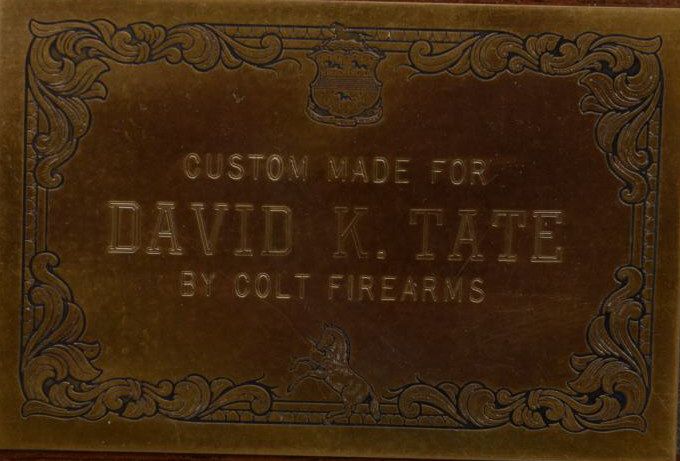 CUSTOM MADE FOR
DAVID K. TATE
BY COLT FIREARMS